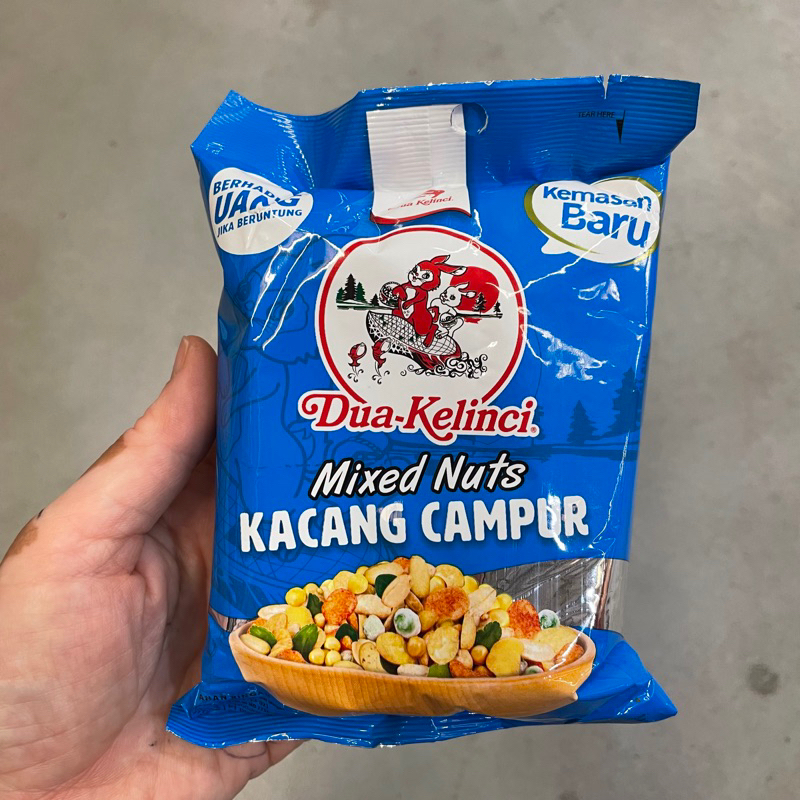 TEAR HERE
BERHADIAH
UANG
JIKA BERUNTUNG
Dua Kelinci
Kemasan
Baru
Dua-Kelinci®
Mixed Nuts
KACANG CAMPUR